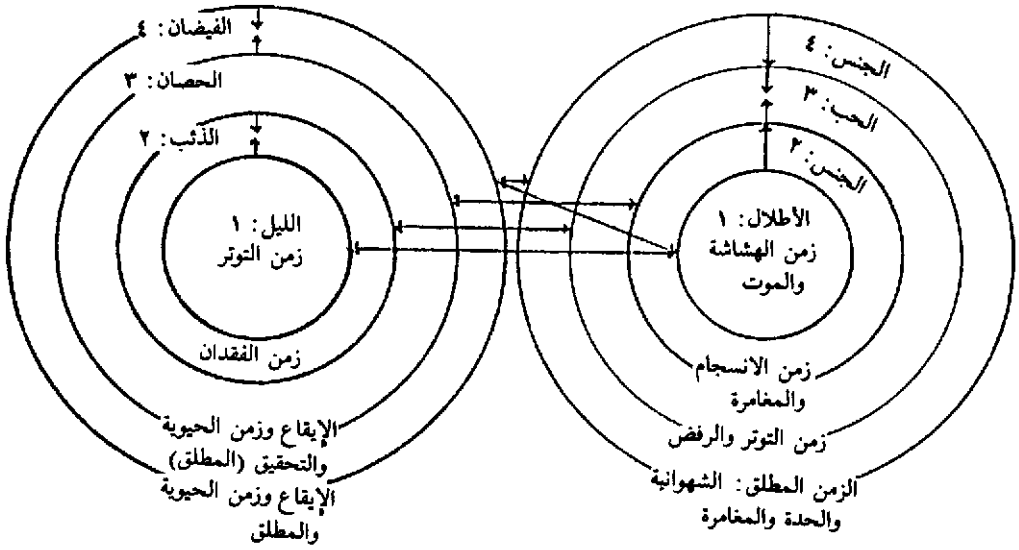 الجنس: ٤
الحب: ٣
الجنس: ٢
الأطلال: ١
زمن الهشاشة
والموت
زمن الانسجام
والمغامرة
زمن التوتر والرفض
الزمن المطلق: الشهوانية
والحدة والمغامرة
الفيضان: ٤
الحصان: ٣
الذئب: ٢
الليل: ١
زمن التوتر
زمن الفقدان
الإيقاع وزمن الحيوية
والتحقيق (المطلق)
الإيقاع وزمن الحيوية
والمطلق